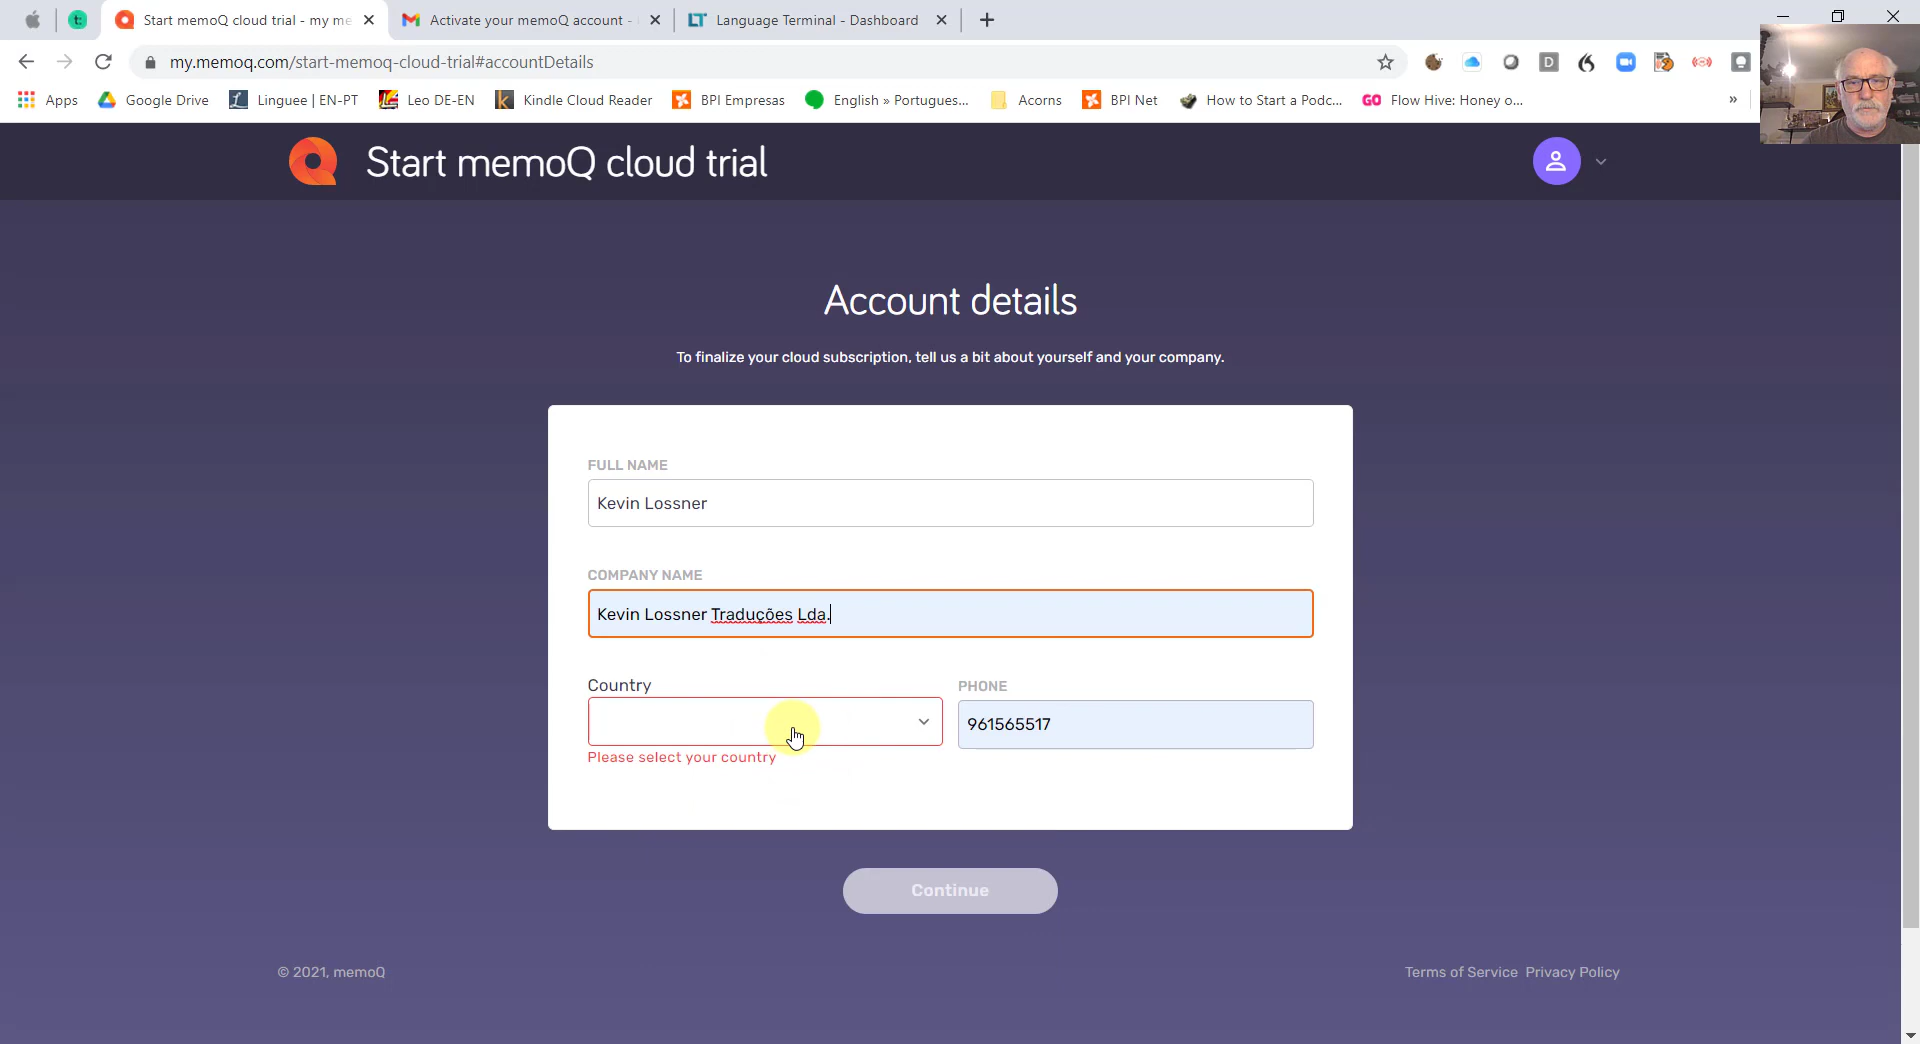 Start memoQ cloud trial - my me
Activate your memoQ account -
Language Terminal - Dashboard
my.memoq.com/start-memoq-cloud-trial#accountDetails
Apps
Google Drive
Linguee | EN-PT
Leo DE-EN
Kindle Cloud Reader
BPI Empresas
English » Portugues...
Acorns
BPI Net
How to Start a Podc...
GO
Flow Hive: Honey o...
»
Start memoQ cloud trial
Account details
To finalize your cloud subscription, tell us a bit about yourself and your company.
FULL NAME
Kevin Lossner
COMPANY NAME
Kevin Lossner Traduções Lda.
Country
PHONE
961565517
Please select your country
Continue
© 2021, memoQ
Terms of Service Privacy Policy